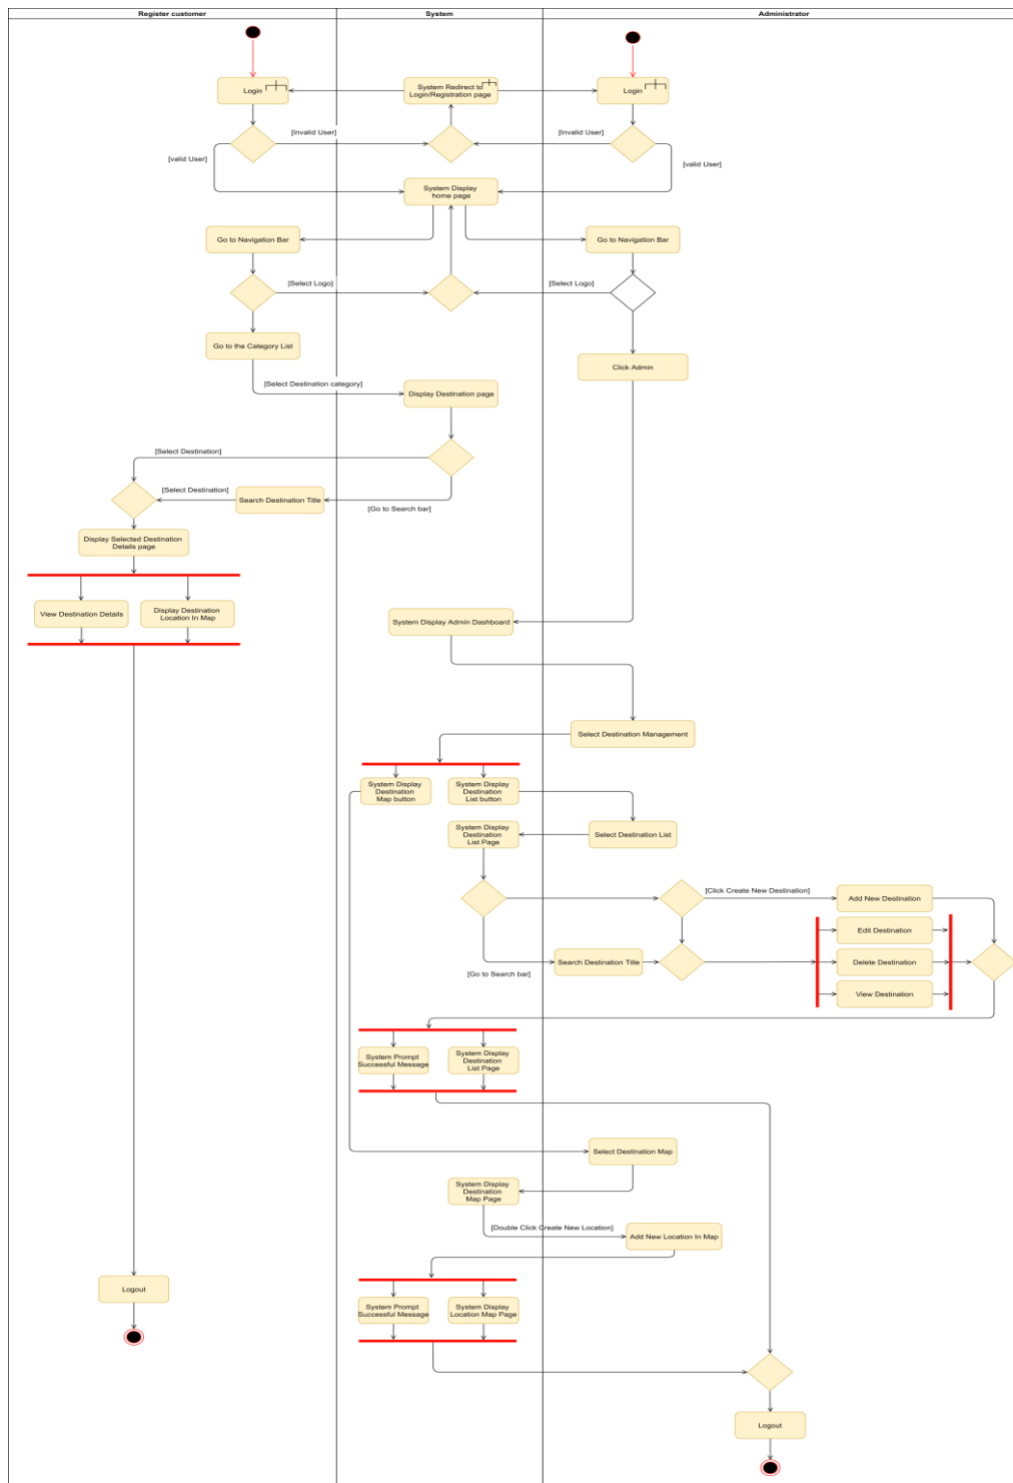 Register customer
System
Administrator
Login
System Redirect to
Login/Registration page
Login
[Invalid User]
[Invalid User]
[valid User]
[valid User]
System Display
home page
Go to Navigation Bar
Go to Navigation Bar
[Select Logo]
[Select Logo]
Go to the Category List
Click Admin
[Select Destination category]
Display Destination page
[Select Destination]
[Select Destination]
Search Destination Title
[Go to Search bar]
Display Selected Destination
Details page
View Destination Details
Display Destination
Location In Map
System Display Admin Dashboard
Select Destination Management
System Display
Destination
Map button
System Display
Destination
List button
System Display
Destination
List Page
Select Destination List
[Click Create New Destination]
Add New Destination
Edit Destination
Search Destination Title
Delete Destination
[Go to Search bar]
View Destination
System Prompt
Successful Message
System Display
Destination
List Page
Select Destination Map
System Display
Destination
Map Page
[Double Click Create New Location]
Add New Location In Map
Logout
System Prompt
Successful Message
System Display
Location Map Page
Logout